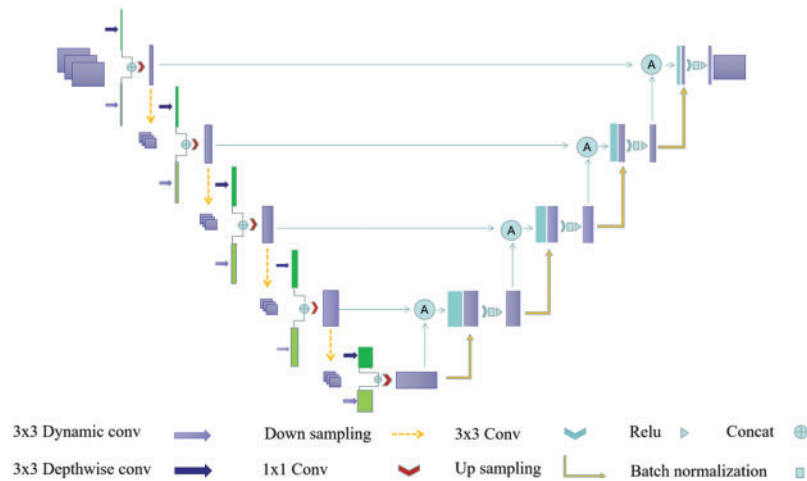 A
A
A
A
3x3 Dynamic conv Down sampling 3x3 Conv Relu Concat
3x3 Depthwise conv 1x1 Conv Up sampling Batch normalization